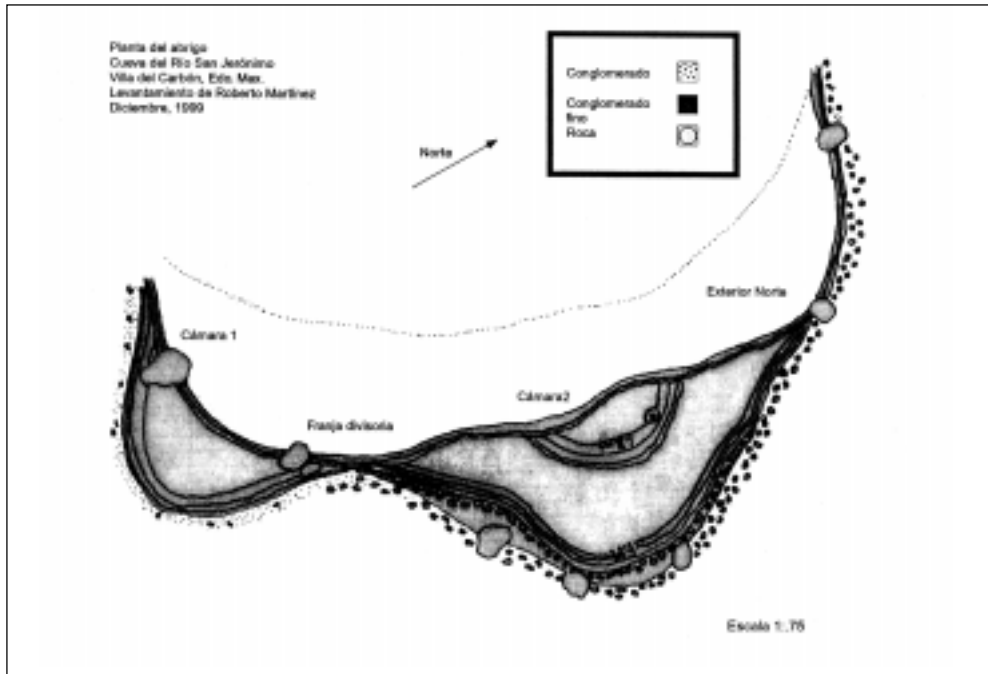 Planta del abrigo
Cueva del Río San Jerónimo
Villa del Carbón, Edo. Mex.
Levantamiento de Roberto Martínez
Diciembre, 1999
Conglomerado
Conglomerado
fino
Roca
Norte
Exterior Norte
Cámara 1
Cámara2
Franja divisoria
Escala 1:.75